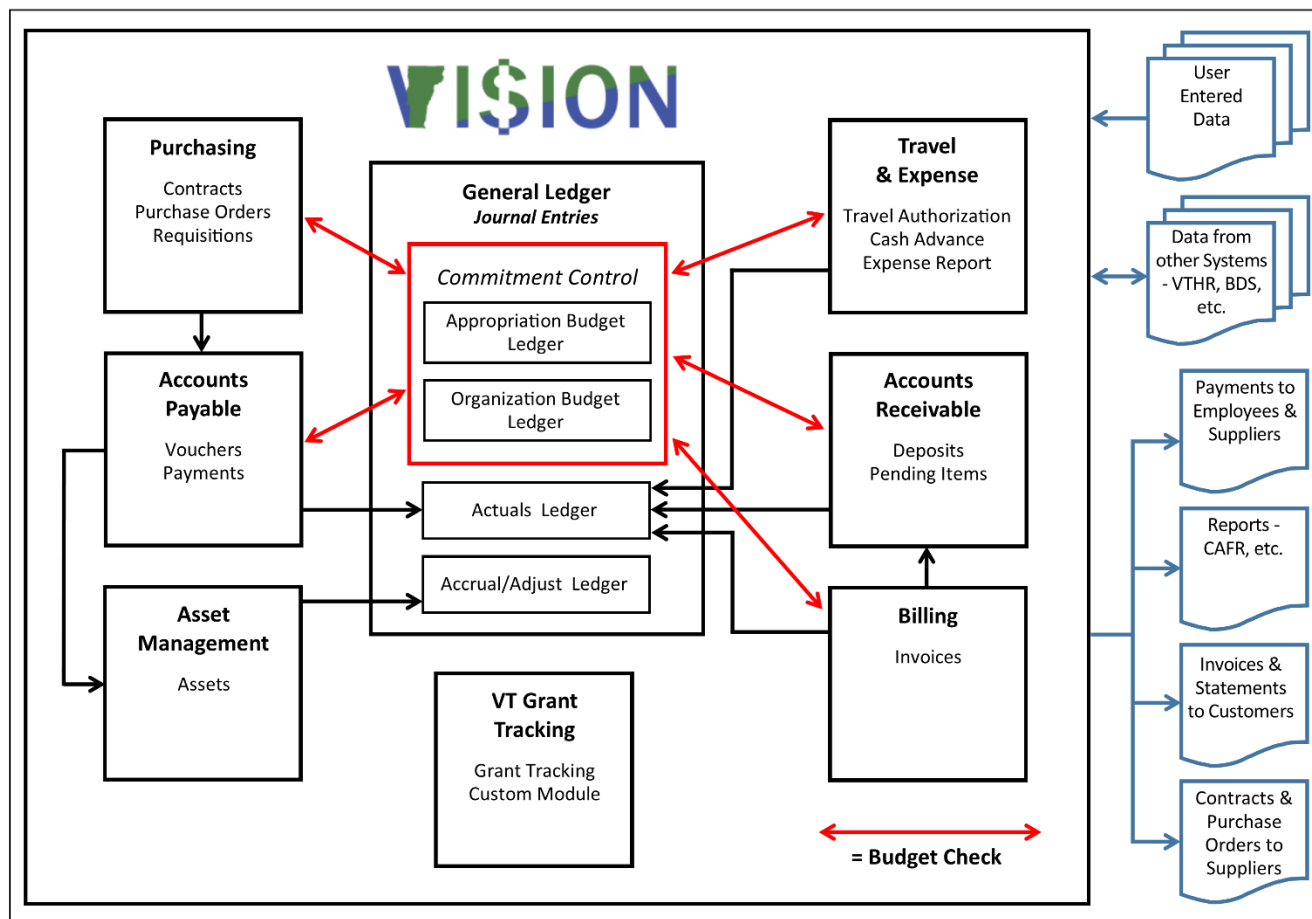 VI$ION
Purchasing
Contracts
Purchase Orders
Requisitions
General Ledger
Journal Entries
Commitment Control
Appropriation Budget
Ledger
Organization Budget
Ledger
Actuals Ledger
Accrual/Adjust Ledger
Travel
& Expense
Travel Authorization
Cash Advance
Expense Report
Accounts
Payable
Vouchers
Payments
Accounts
Receivable
Deposits
Pending Items
Asset
Management
Assets
VT Grant
Tracking
Grant Tracking
Custom Module
Billing
Invoices
= Budget Check
User
Entered
Data
Data from
other Systems
- VTHR, BDS,
etc.
Payments to
Employees &
Suppliers
Reports -
CAFR, etc.
Invoices &
Statements
to Customers
Contracts &
Purchase
Orders to
Suppliers